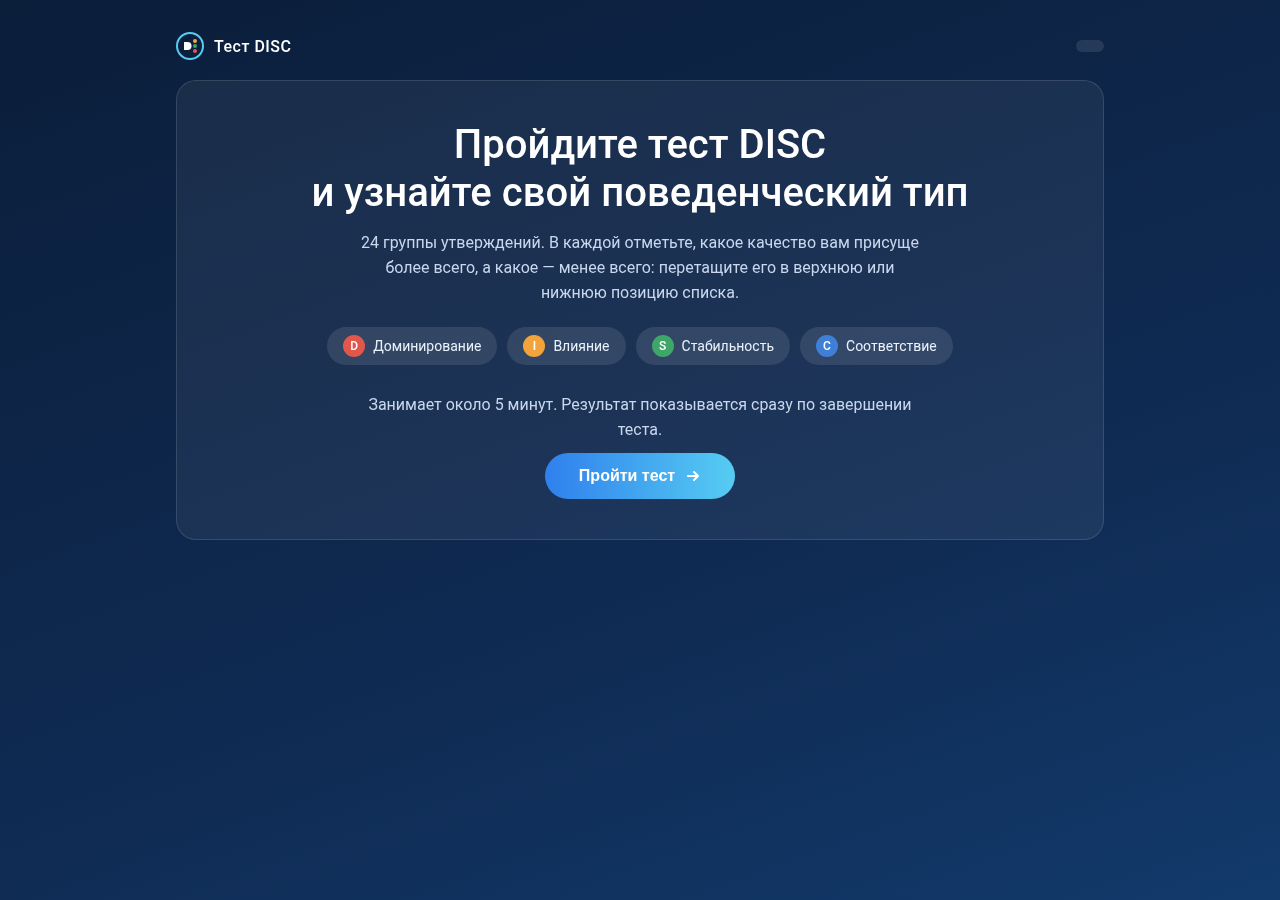 Тест DISC
Пройдите тест DISC
и узнайте свой поведенческий тип
24 группы утверждений. В каждой отметьте, какое качество вам присуще
более всего, а какое — менее всего: перетащите его в верхнюю или
нижнюю позицию списка.
D Доминирование I Влияние S Стабильность C Соответствие
Занимает около 5 минут. Результат показывается сразу по завершении
теста.
Пройти тест →